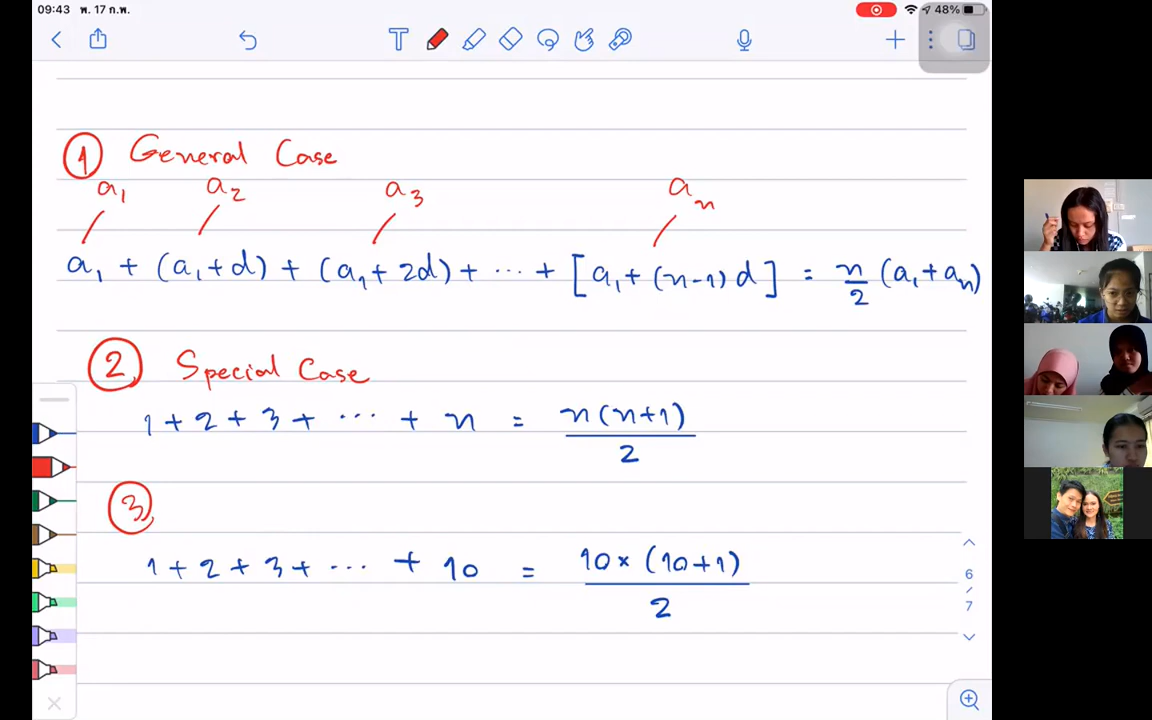 09:43 พ. 17 ก.พ.
48%
T
① General Case
a₁ a₂ a₃ aₙ
a₁ + (a₁+d) + (a₁+2d) + ... + [a₁+(n-1)d] = n/2 (a₁+aₙ)
② Special Case
1 + 2 + 3 + ... + n = n(n+1)/2
③
1 + 2 + 3 + ... + 10 = 10×(10+1)/2
6/7